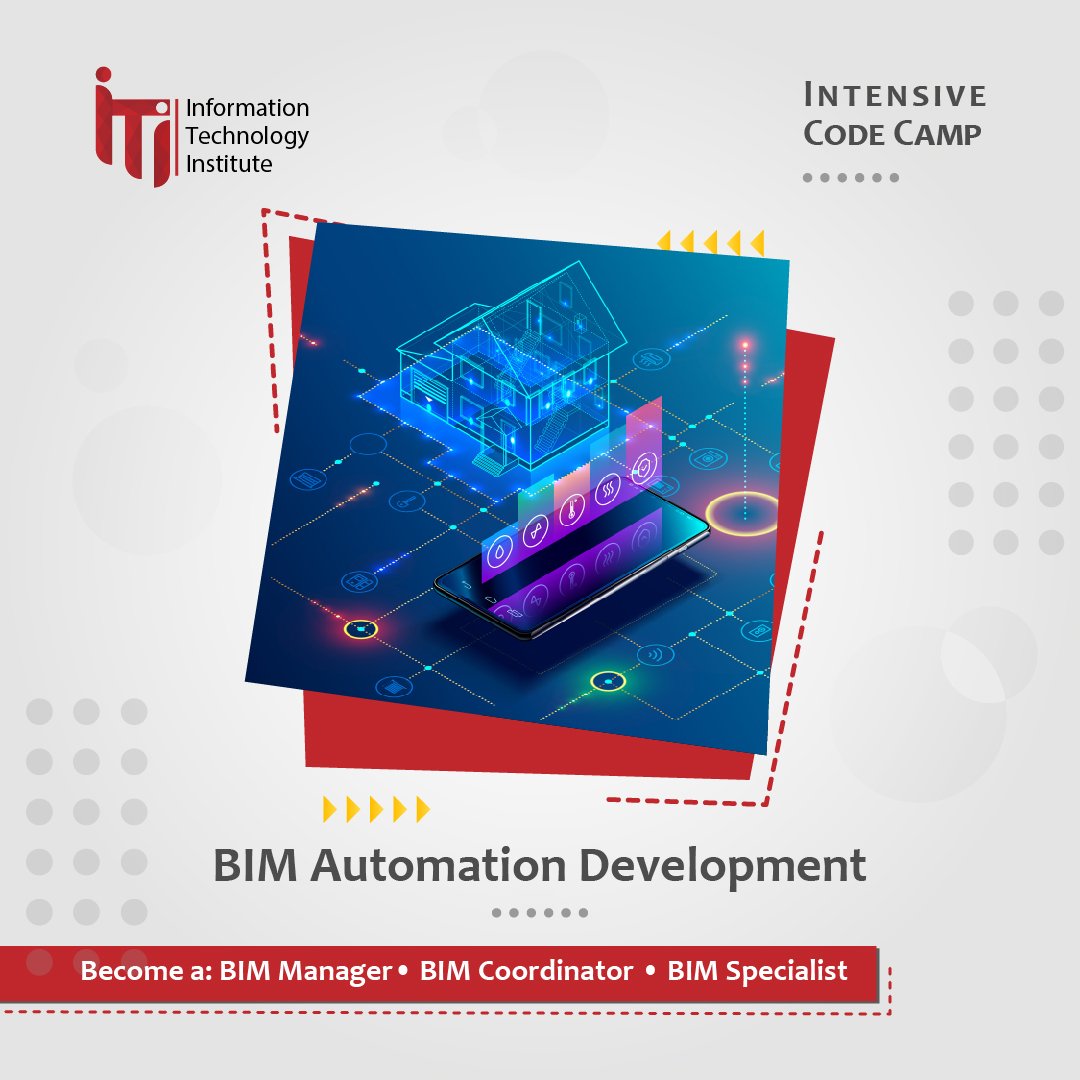 Information
Technology
Institute
INTENSIVE
CODE CAMP
BIM Automation Development
Become a: BIM Manager • BIM Coordinator • BIM Specialist